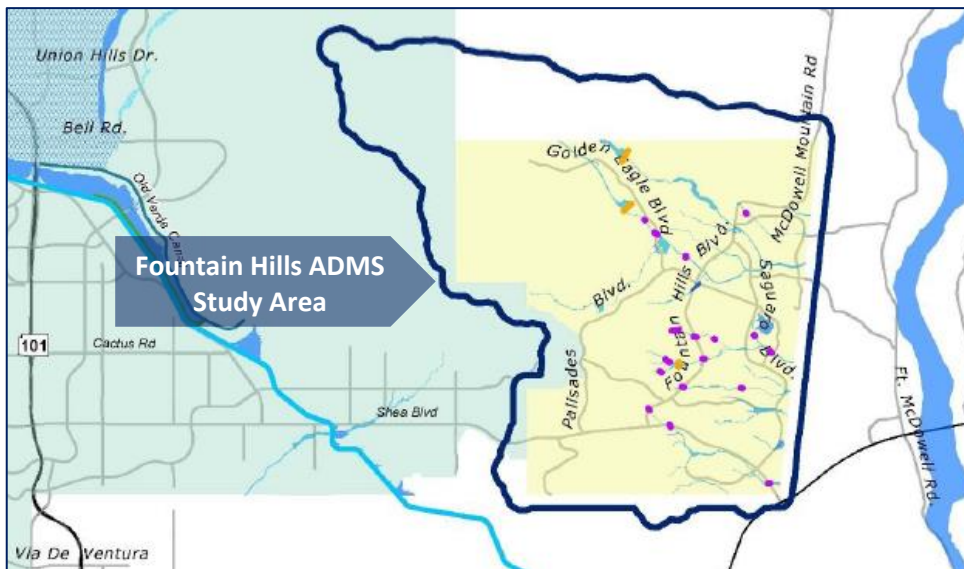 Union Hills Dr.
Bell Rd.
Old Verde Cana
Fountain Hills ADMS
Study Area
101
Cactus Rd
Shea Blvd
Via De Ventura
Golden Eagle Blvd
McDowell Mountain Rd
Fountain Hills Blvd.
Saguaro Blvd.
Palisades Blvd.
Ft. McDowell Rd.